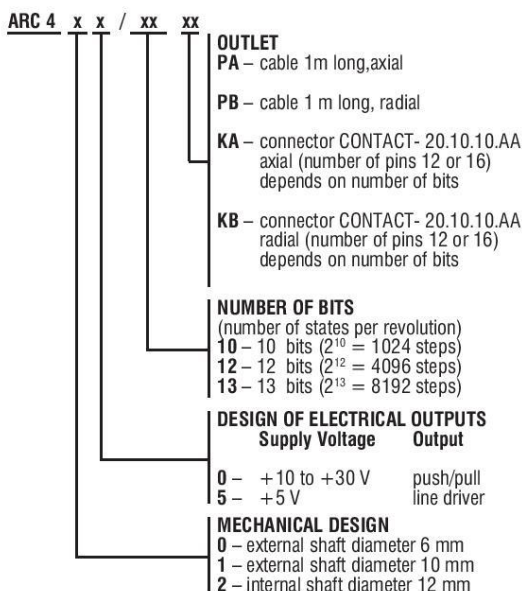 ARC 4 x x / xx xx
OUTLET
PA – cable 1m long,axial
PB – cable 1 m long, radial
KA – connector CONTACT- 20.10.10.AA
axial (number of pins 12 or 16)
depends on number of bits
KB – connector CONTACT- 20.10.10.AA
radial (number of pins 12 or 16)
depends on number of bits
NUMBER OF BITS
(number of states per revolution)
10 – 10 bits (2¹⁰ = 1024 steps)
12 – 12 bits (2¹² = 4096 steps)
13 – 13 bits (2¹³ = 8192 steps)
DESIGN OF ELECTRICAL OUTPUTS
Supply Voltage Output
0 – +10 to +30 V push/pull
5 – +5 V line driver
MECHANICAL DESIGN
0 – external shaft diameter 6 mm
1 – external shaft diameter 10 mm
2 – internal shaft diameter 12 mm